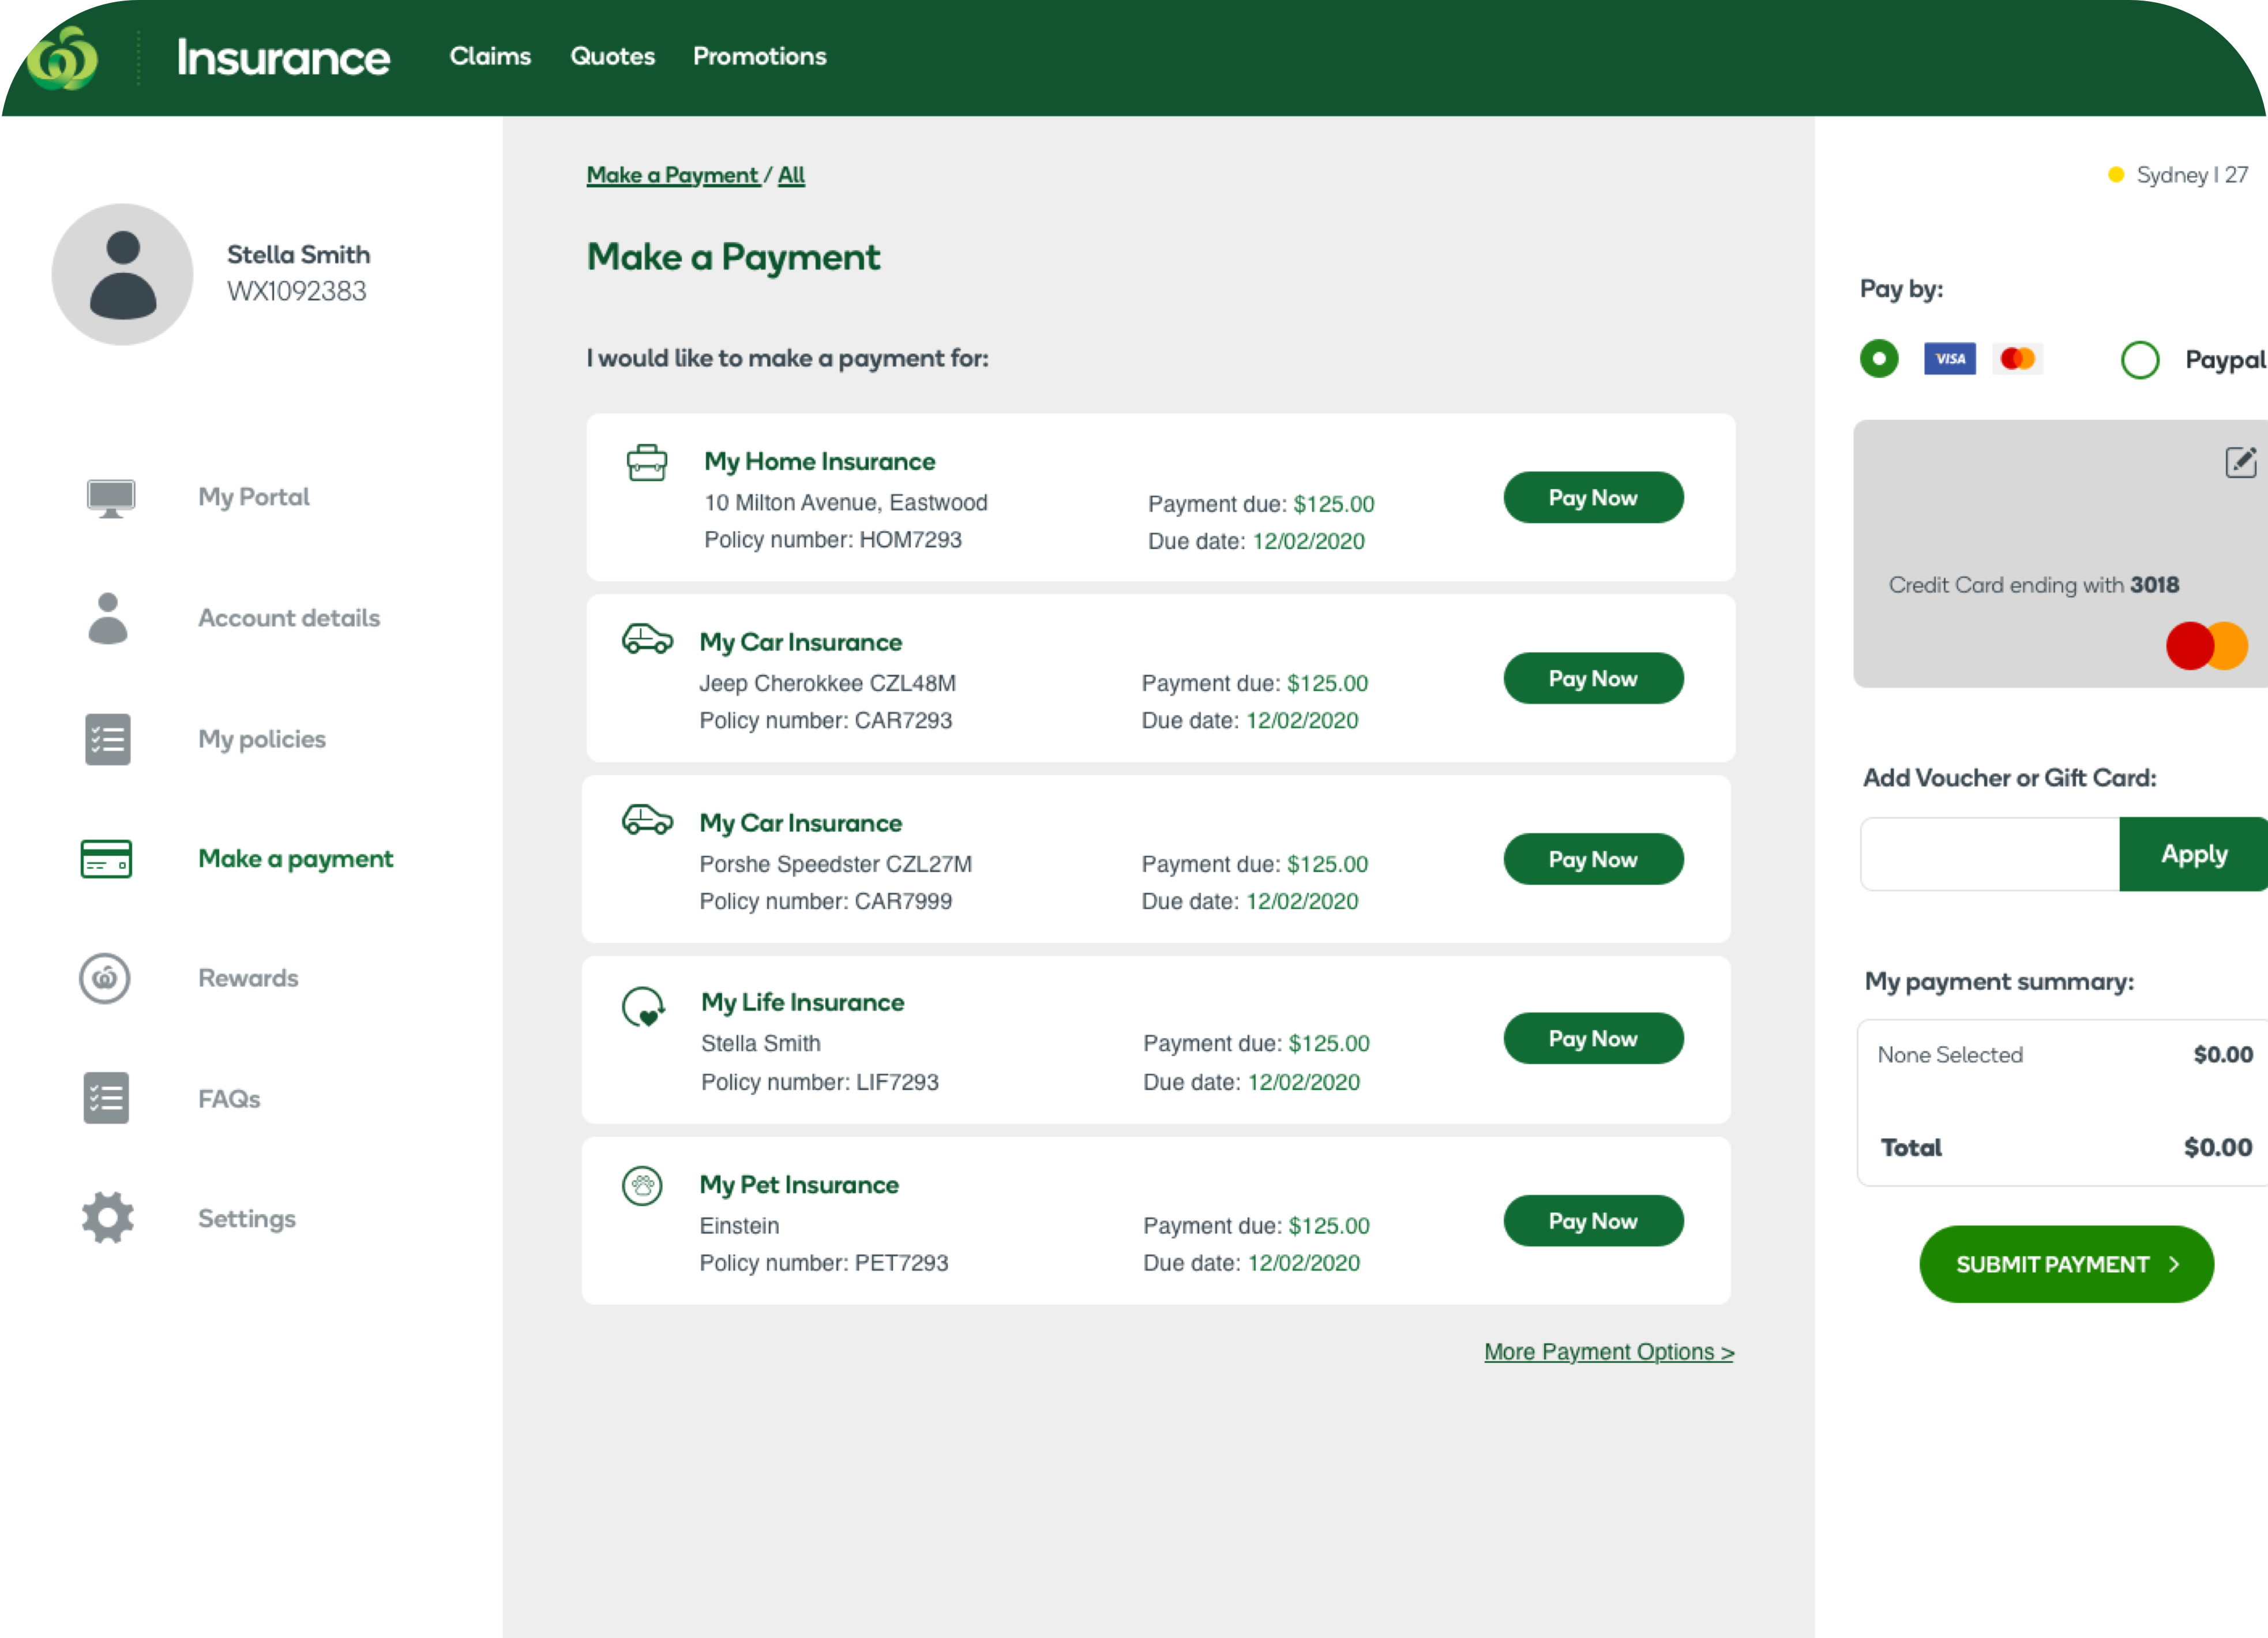 Insurance
Claims
Quotes
Promotions
Stella Smith
WX1092383
My Portal
Account details
My policies
Make a payment
Rewards
FAQs
Settings
Make a Payment / All
Make a Payment
I would like to make a payment for:
My Home Insurance
10 Milton Avenue, Eastwood
Policy number: HOM7293
Payment due: $125.00
Due date: 12/02/2020
Pay Now
My Car Insurance
Jeep Cherokkee CZL48M
Policy number: CAR7293
Payment due: $125.00
Due date: 12/02/2020
Pay Now
My Car Insurance
Porshe Speedster CZL27M
Policy number: CAR7999
Payment due: $125.00
Due date: 12/02/2020
Pay Now
My Life Insurance
Stella Smith
Policy number: LIF7293
Payment due: $125.00
Due date: 12/02/2020
Pay Now
My Pet Insurance
Einstein
Policy number: PET7293
Payment due: $125.00
Due date: 12/02/2020
Pay Now
More Payment Options >
Sydney | 27
Pay by:
VISA
Paypal
Credit Card ending with 3018
Add Voucher or Gift Card:
Apply
My payment summary:
None Selected $0.00
Total $0.00
SUBMIT PAYMENT >